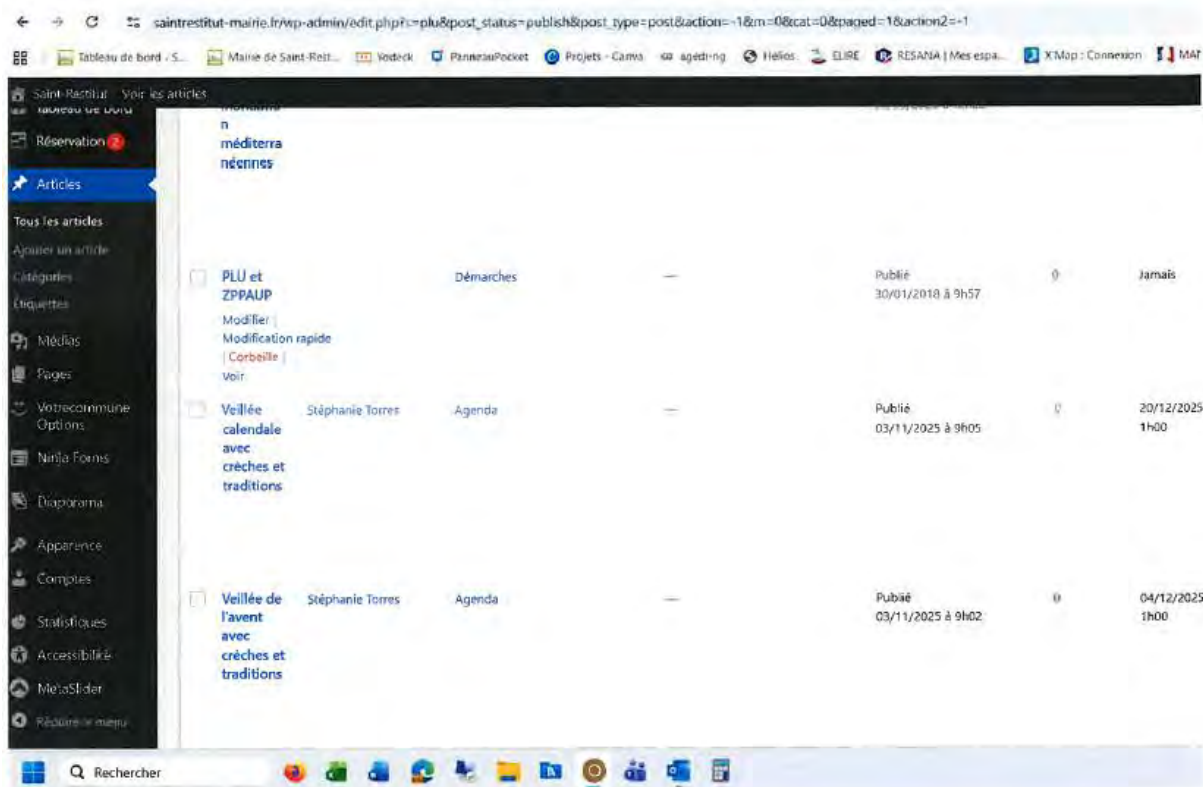 saintrestitut-mairie.fr/wp-admin/edit.php?s=plu&post_status=publish&post_type=post&action=-1&m=0&cat=0&paged=1&action2=-1
Tableau de bord - S... Mairie de Saint-Rest... Yodeck PanneauPocket Projets - Canva Helios ELIRE RESANA | Mes espa... X'Map : Connexion MAT
Saint-Restitut Voir les articles
Tableau de bord
n
Réservation 2
méditerra
néennes
Articles
Tous les articles
Ajouter un article
Catégories
Étiquettes
PLU et Démarches — Publié 0 Jamais
ZPPAUP 30/01/2018 à 9h57
Modifier |
Modification rapide
| Corbeille |
Voir
Médias
Pages
Votrecommune
Options
Ninja Forms
Diaporama
Apparence
Comptes
Statistiques
Accessibilité
MetaSlider
Réduire le menu
Veillée Stéphanie Torres Agenda — Publié 0 20/12/2025
calendale 03/11/2025 à 9h05 1h00
avec
crèches et
traditions
Veillée de Stéphanie Torres Agenda — Publié 0 04/12/2025
l'avent 03/11/2025 à 9h02 1h00
avec
crèches et
traditions
Rechercher